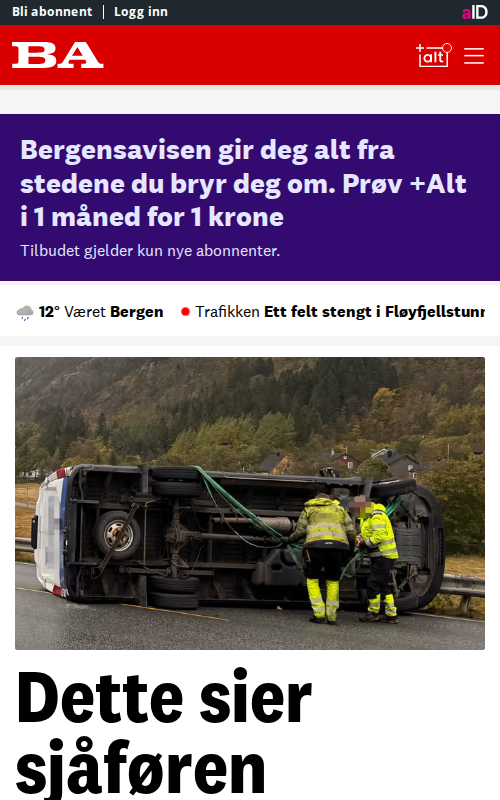 Bli abonnent | Logg inn
aID
BA
+alt
Bergensavisen gir deg alt fra
stedene du bryr deg om. Prøv +Alt
i 1 måned for 1 krone
Tilbudet gjelder kun nye abonnenter.
12° Været Bergen
Trafikken Ett felt stengt i Fløyfjellstunn
Dette sier
sjåføren